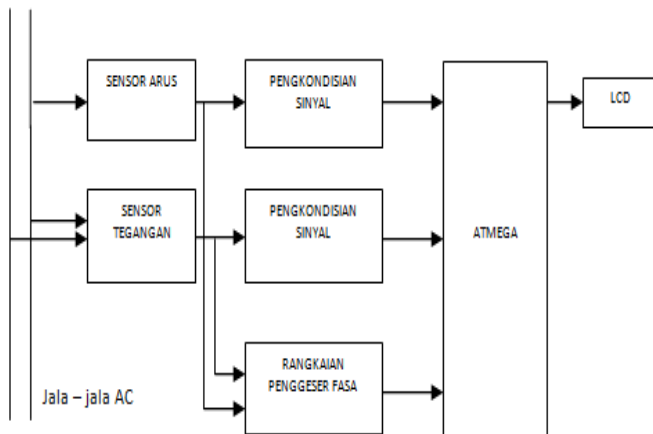 SENSOR ARUS
PENGKONDISIAN
SINYAL
LCD
SENSOR
TEGANGAN
PENGKONDISIAN
SINYAL
ATMEGA
RANGKAIAN
PENGGESER FASA
Jala – jala AC